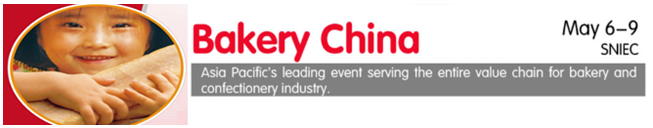 Bakery China
May 6–9
SNIEC
Asia Pacific's leading event serving the entire value chain for bakery and
confectionery industry.